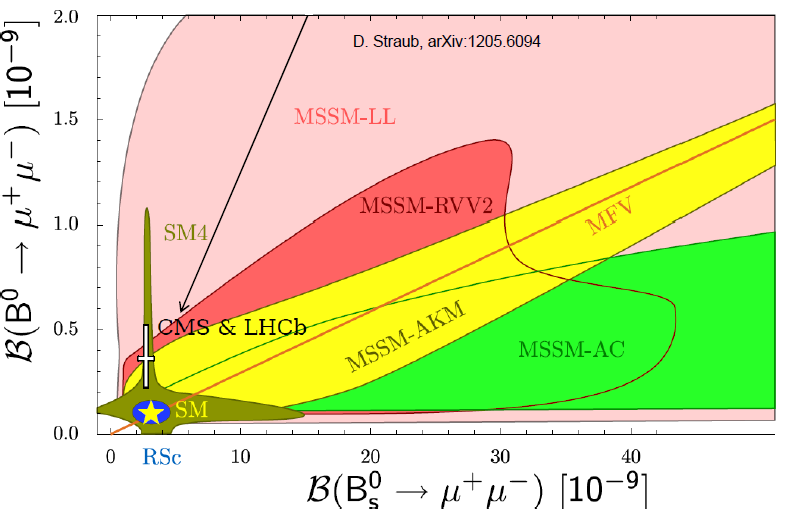 2.0
1.5
1.0
0.5
0.0
B(B⁰ → μ⁺μ⁻) [10⁻⁹]
D. Straub, arXiv:1205.6094
MSSM-LL
MSSM-RVV2
MFV
SM4
CMS & LHCb
MSSM-AKM
MSSM-AC
SM
0 10 20 30 40
RSc
B(B⁰ₛ → μ⁺μ⁻) [10⁻⁹]